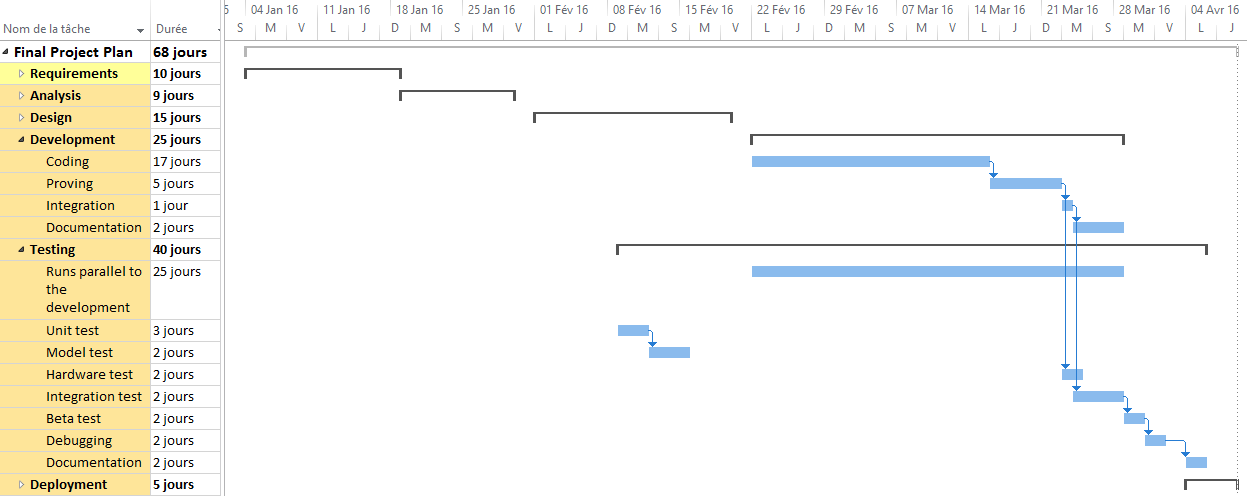 5 04 Jan 16 11 Jan 16 18 Jan 16 25 Jan 16 01 Fév 16 08 Fév 16 15 Fév 16 22 Fév 16 29 Fév 16 07 Mar 16 14 Mar 16 21 Mar 16 28 Mar 16 04 Avr 16
Nom de la tâche Durée S M V L J D M S M V L J D M V M J S D M V L J
Final Project Plan 68 jours
Requirements 10 jours
Analysis 9 jours
Design 15 jours
Development 25 jours
Coding 17 jours
Proving 5 jours
Integration 1 jour
Documentation 2 jours
Testing 40 jours
Runs parallel to 25 jours
the
development
Unit test 3 jours
Model test 2 jours
Hardware test 2 jours
Integration test 2 jours
Beta test 2 jours
Debugging 2 jours
Documentation 2 jours
Deployment 5 jours